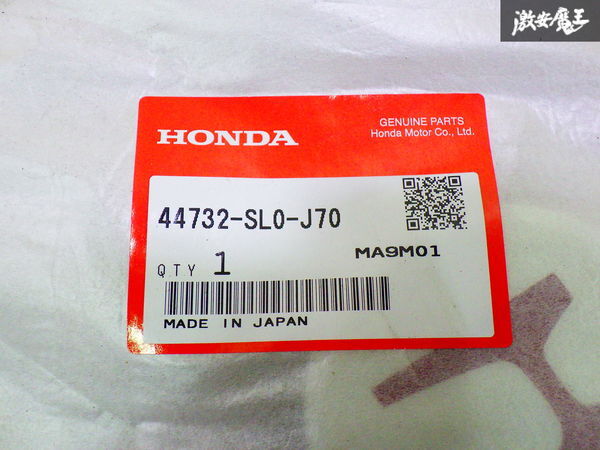 激安魔王
HONDA
GENUINE PARTS
Honda Motor Co., Ltd.
44732-SL0-J70
MA9M01
QTY 1
MADE IN JAPAN